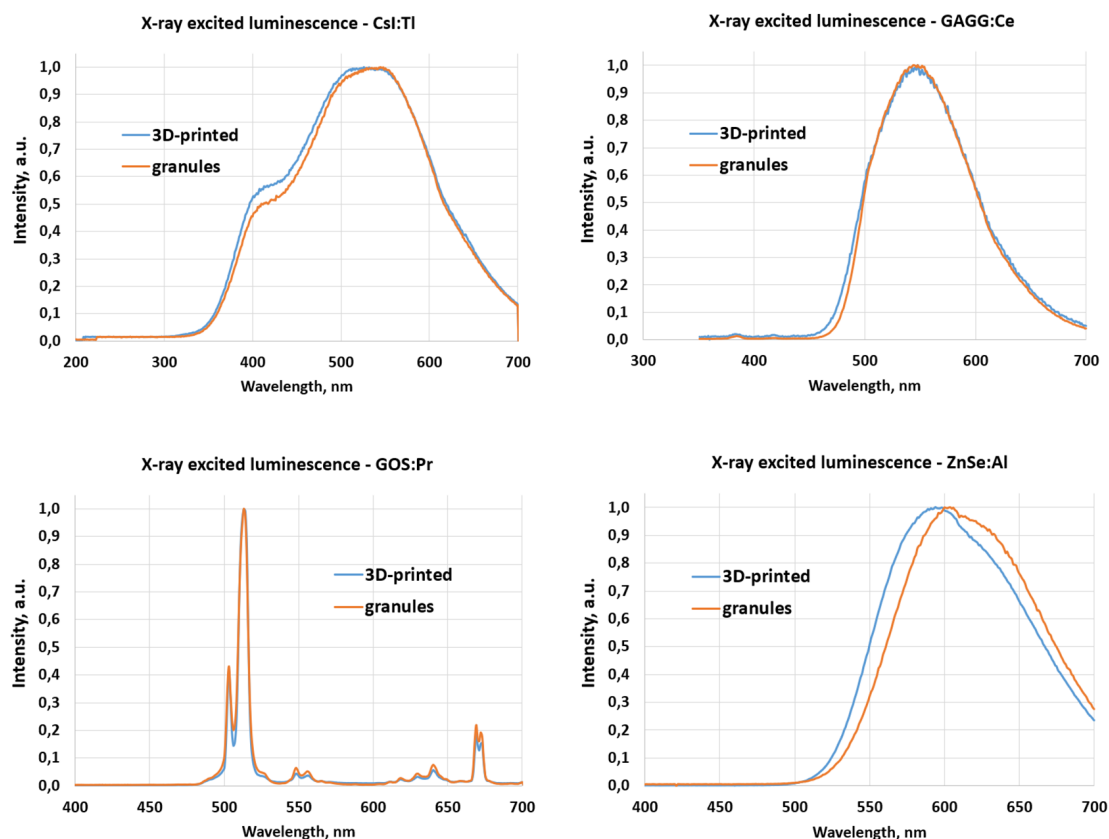 X-ray excited luminescence - CsI:Tl
1,0
0,9
0,8
0,7
0,6
0,5
0,4
0,3
0,2
0,1
0,0
Intensity, a.u.
3D-printed
granules
200 300 400 500 600 700
Wavelength, nm
X-ray excited luminescence - GAGG:Ce
1,0
0,9
0,8
0,7
0,6
0,5
0,4
0,3
0,2
0,1
0,0
Intensity, a.u.
3D-printed
granules
300 400 500 600 700
Wavelength, nm
X-ray excited luminescence - GOS:Pr
1,0
0,9
0,8
0,7
0,6
0,5
0,4
0,3
0,2
0,1
0,0
Intensity, a.u.
3D-printed
granules
400 450 500 550 600 650 700
Wavelength, nm
X-ray excited luminescence - ZnSe:Al
1,0
0,9
0,8
0,7
0,6
0,5
0,4
0,3
0,2
0,1
0,0
Intensity, a.u.
3D-printed
granules
400 450 500 550 600 650 700
Wavelength, nm